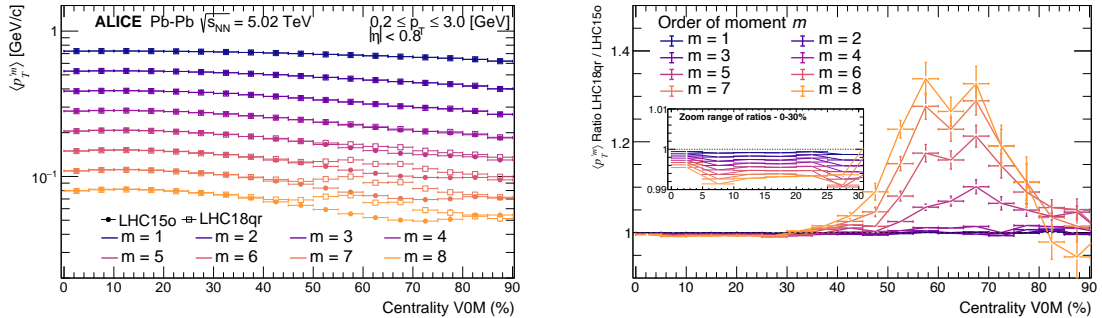 ALICE Pb-Pb √sNN = 5.02 TeV
0.2 ≤ pT ≤ 3.0 [GeV]
|η| < 0.8
⟨pT^m⟩ [GeV/c]
1
10⁻¹
LHC15o LHC18qr
m = 1 m = 2 m = 3 m = 4
m = 5 m = 6 m = 7 m = 8
0 10 20 30 40 50 60 70 80 90
Centrality V0M (%)
Order of moment m
m = 1 m = 2
m = 3 m = 4
m = 5 m = 6
m = 7 m = 8
⟨pT^m⟩ Ratio LHC18qr / LHC15o
1.4
1.2
1
Zoom range of ratios - 0-30%
1.01
1
0.99
0 5 10 15 20 25 30
0 10 20 30 40 50 60 70 80 90
Centrality V0M (%)